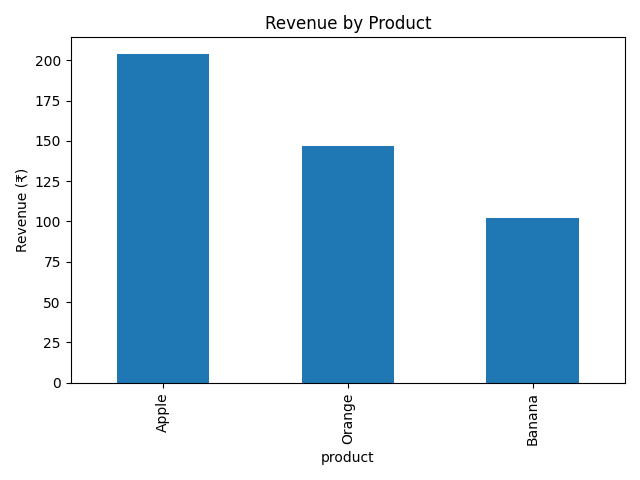 Revenue by Product
Revenue (₹)
200
175
150
125
100
75
50
25
0
Apple
Orange
Banana
product